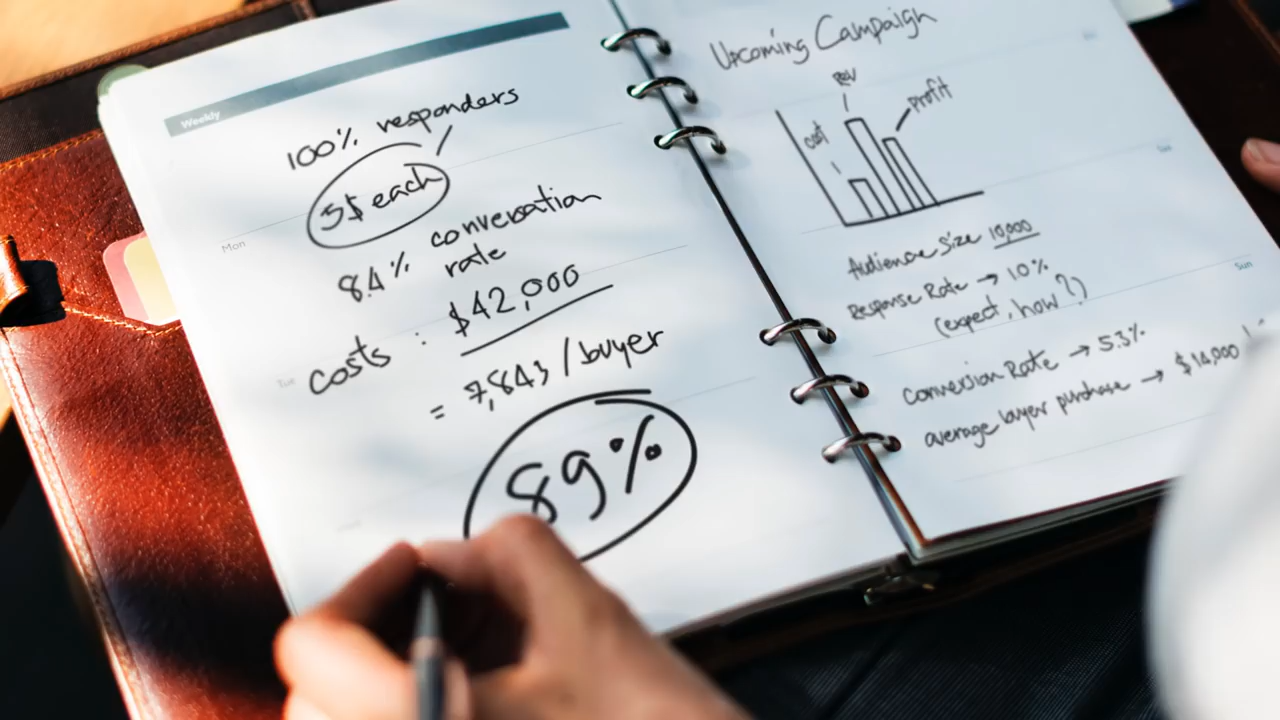 Weekly
100% responders
5$ each
Mon
8.4% conversation
rate
Tue
costs : $42,000
= 7,843 / buyer
89%
Upcoming Campaign
Rev
Profit
Cost
Audience Size 10,000
Sun
Response Rate → 10%
(expect, how?)
Conversion Rate → 5.3%
average buyer purchase → $14,000